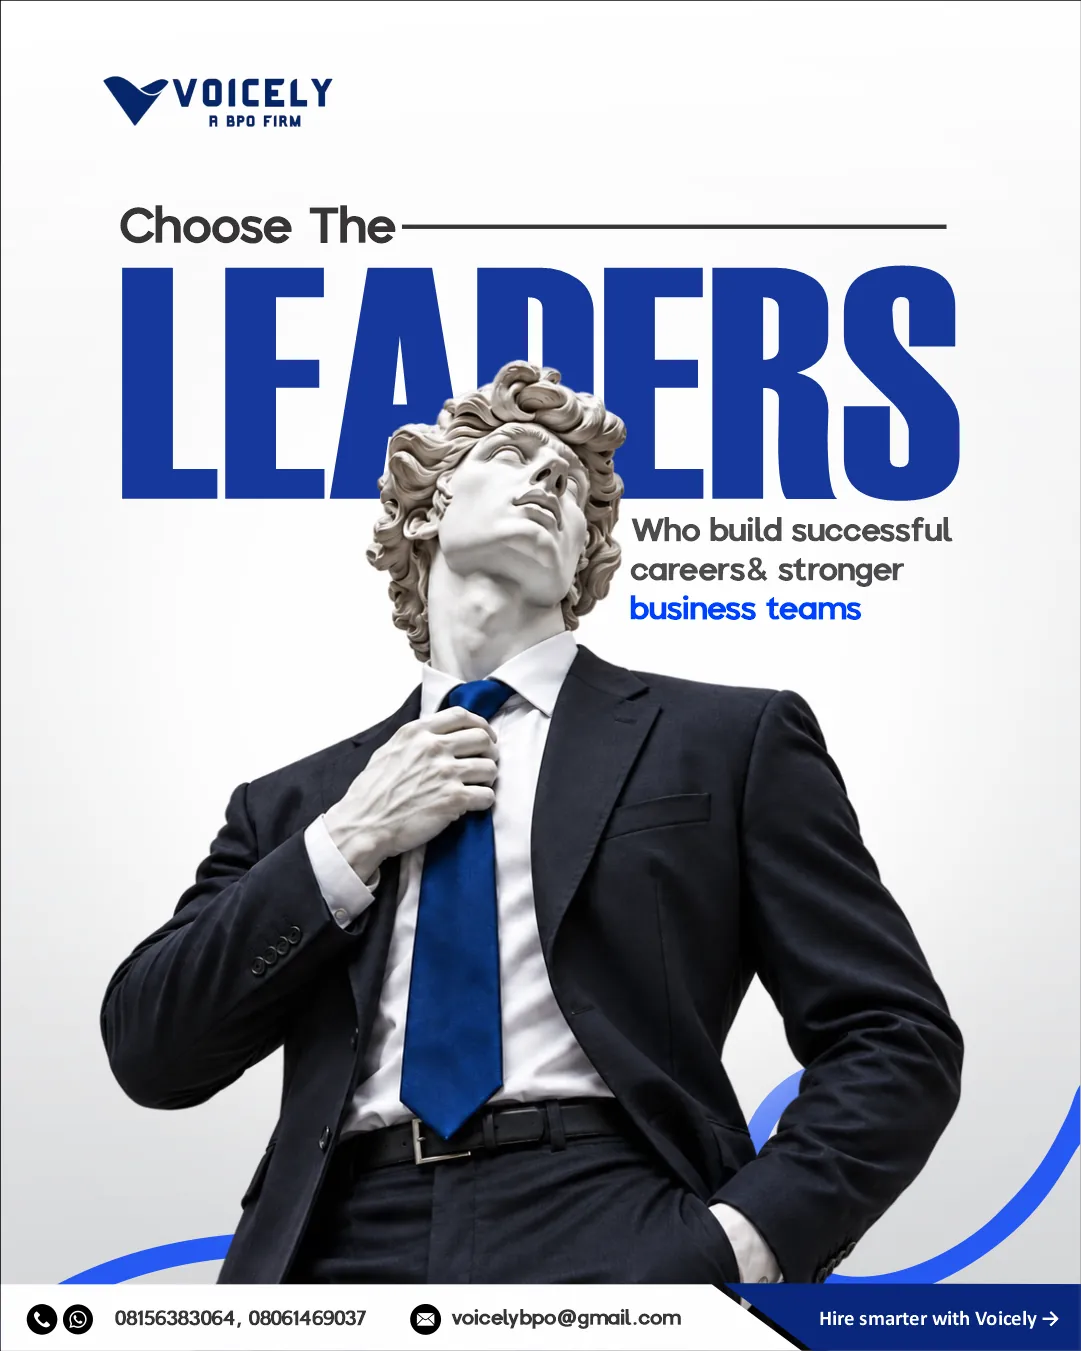 VOICELY
A BPO FIRM
Choose The
LEADERS
Who build successful
careers& stronger
business teams
08156383064, 08061469037
voicelybpo@gmail.com
Hire smarter with Voicely →